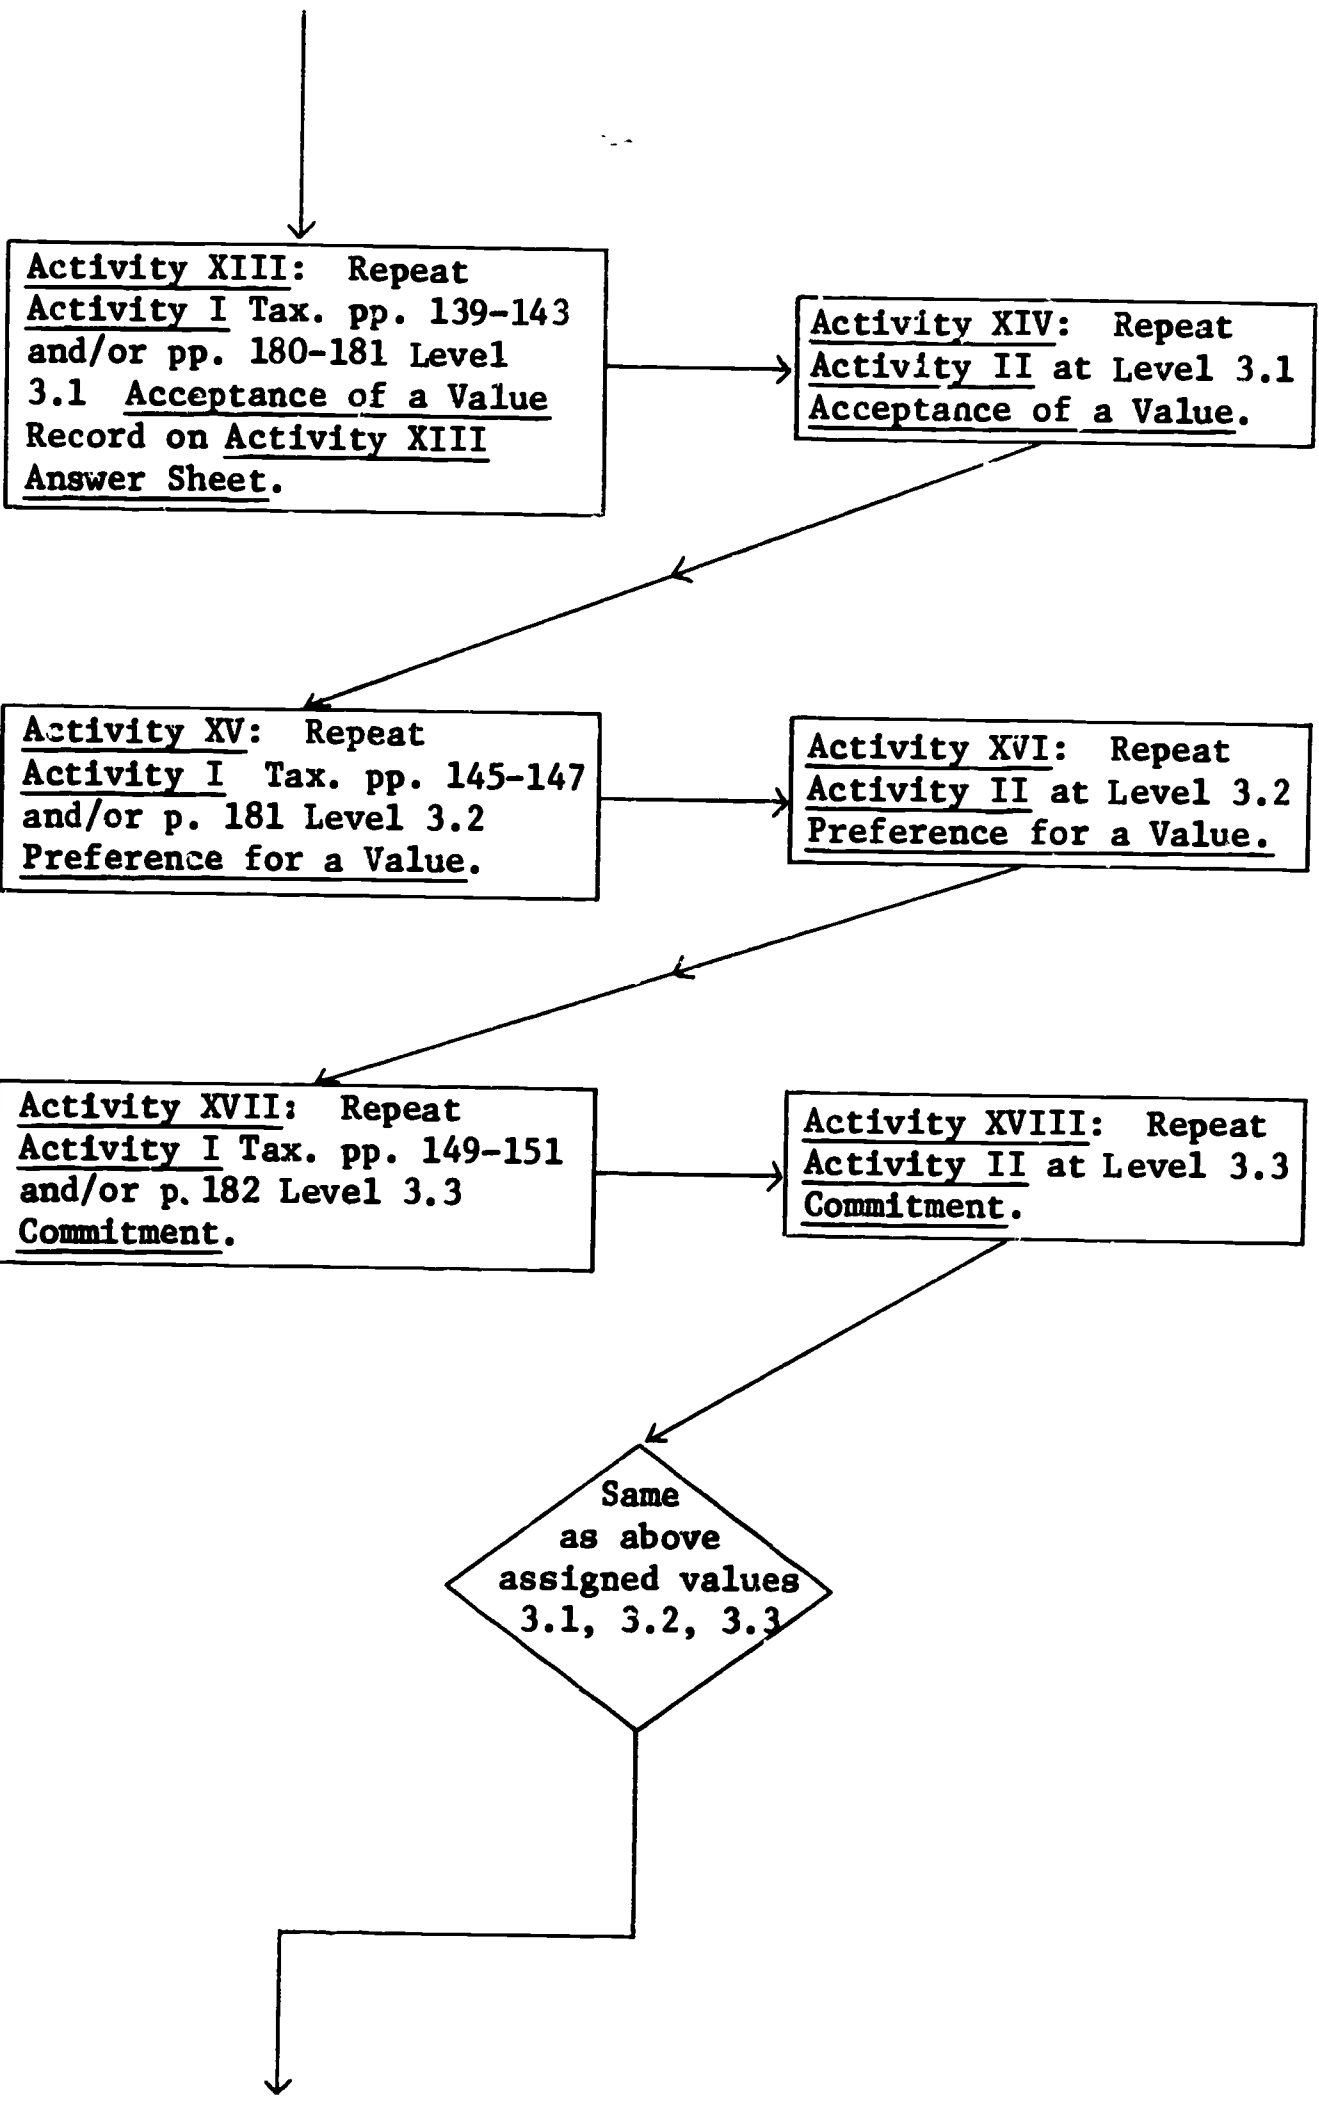 Activity XIII: Repeat
Activity I Tax. pp. 139-143
and/or pp. 180-181 Level
3.1 Acceptance of a Value
Record on Activity XIII
Answer Sheet.
Activity XIV: Repeat
Activity II at Level 3.1
Acceptance of a Value.
Activity XV: Repeat
Activity I Tax. pp. 145-147
and/or p. 181 Level 3.2
Preference for a Value.
Activity XVI: Repeat
Activity II at Level 3.2
Preference for a Value.
Activity XVII: Repeat
Activity I Tax. pp. 149-151
and/or p. 182 Level 3.3
Commitment.
Activity XVIII: Repeat
Activity II at Level 3.3
Commitment.
Same
as above
assigned values
3.1, 3.2, 3.3